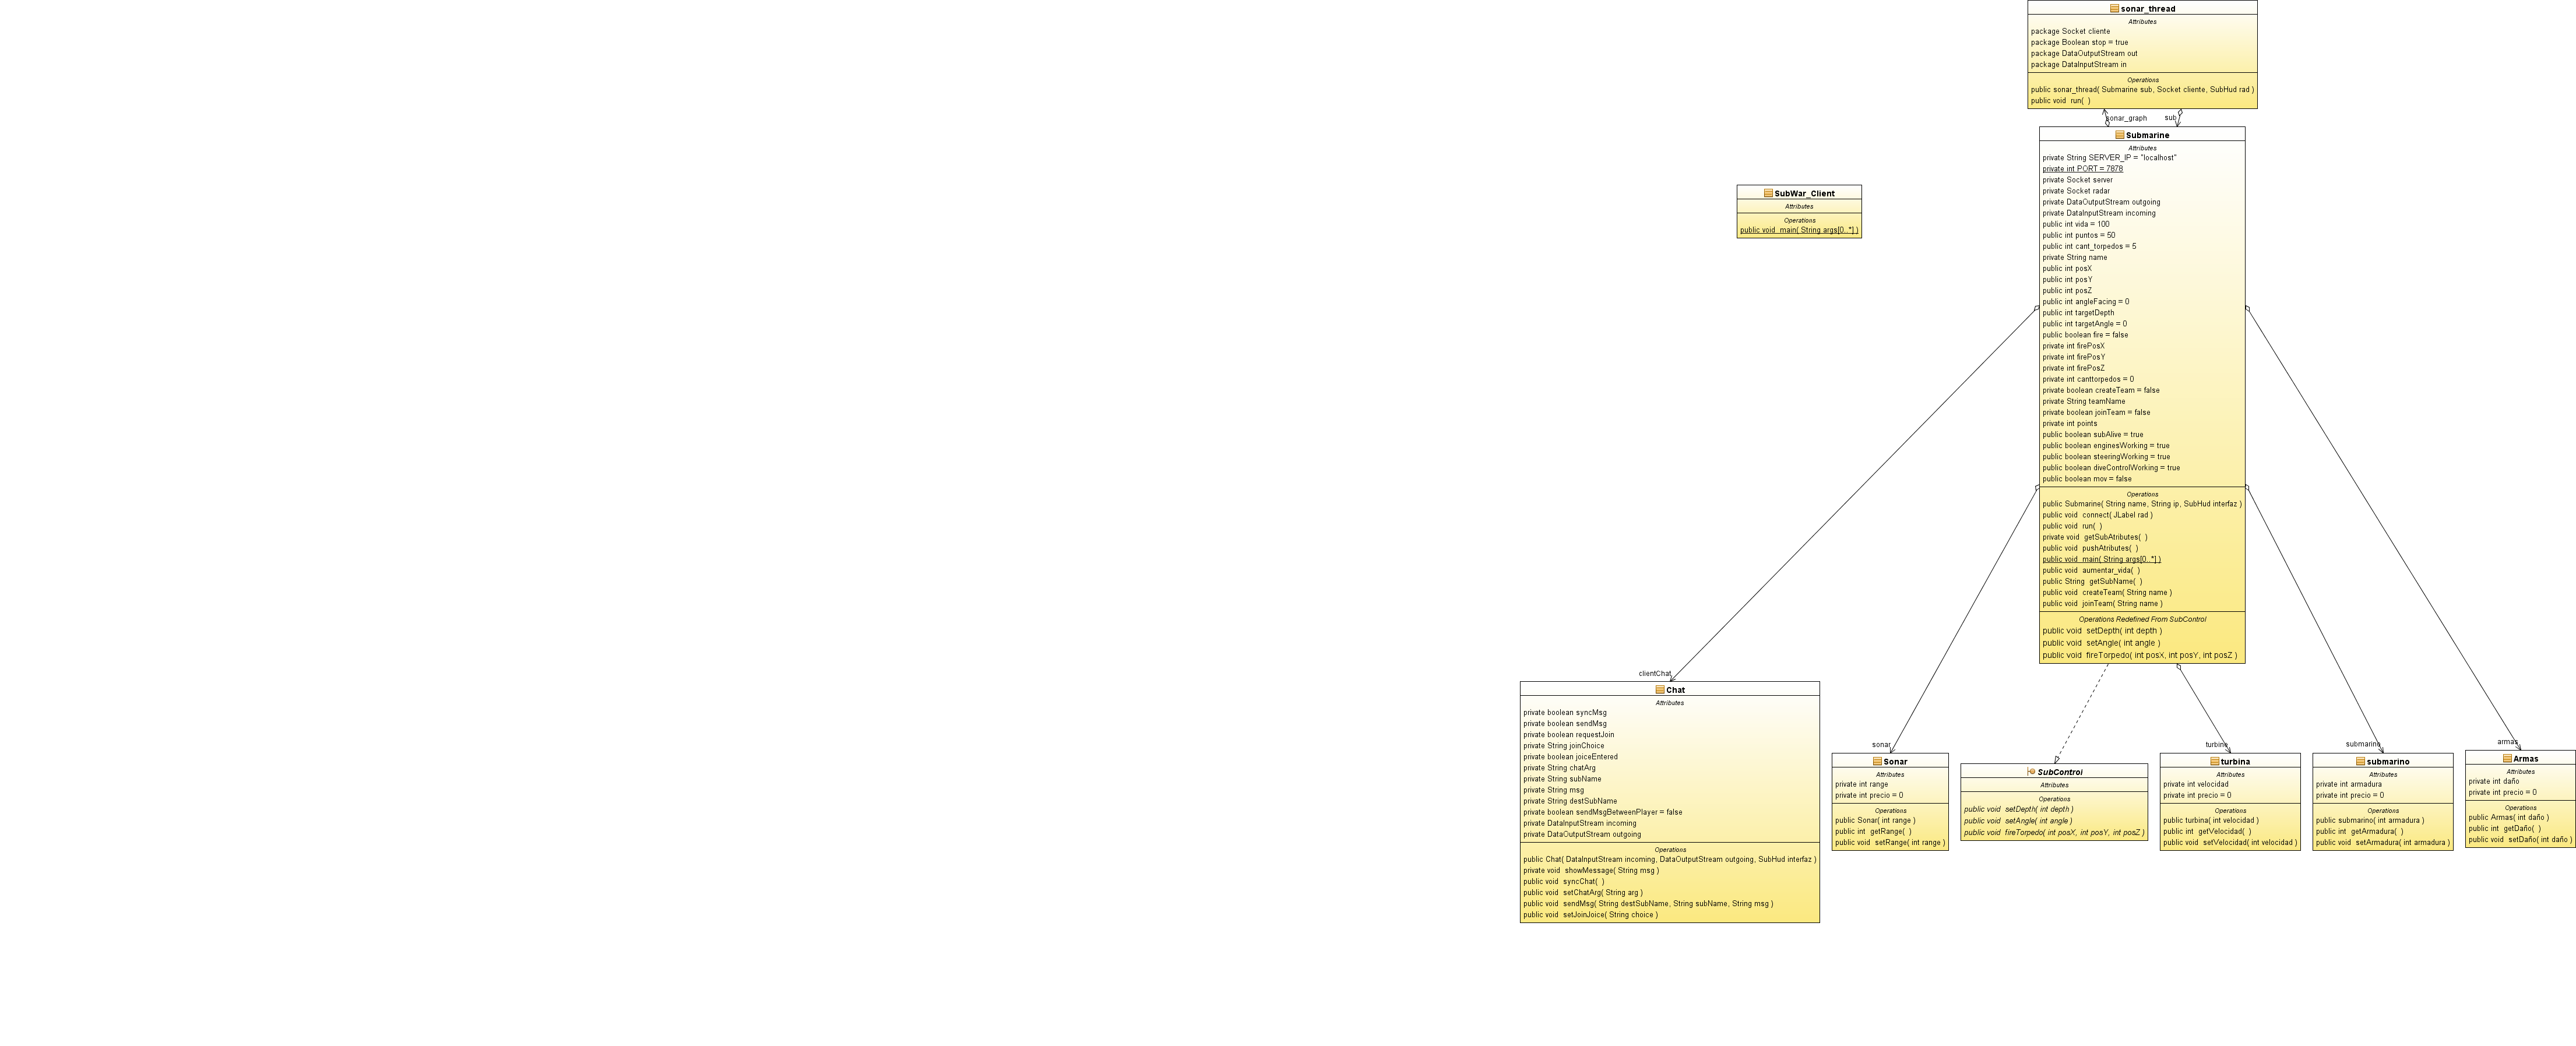 sonar_thread
Attributes
package Socket cliente
package Boolean stop = true
package DataOutputStream out
package DataInputStream in
Operations
public sonar_thread( Submarine sub, Socket cliente, SubHud rad )
public void  run(  )
sonar_graph
sub
Submarine
Attributes
private String SERVER_IP = "localhost"
private int PORT = 7878
private Socket server
private Socket radar
private DataOutputStream outgoing
private DataInputStream incoming
public int vida = 100
public int puntos = 50
public int cant_torpedos = 5
private String name
public int posX
public int posY
public int posZ
public int angleFacing = 0
public int targetDepth
public int targetAngle = 0
public boolean fire = false
private int firePosX
private int firePosY
private int firePosZ
private int canttorpedos = 0
private boolean createTeam = false
private String teamName
private boolean joinTeam = false
private int points
public boolean subAlive = true
public boolean enginesWorking = true
public boolean steeringWorking = true
public boolean diveControlWorking = true
public boolean mov = false
Operations
public Submarine( String name, String ip, SubHud interfaz )
public void  connect( JLabel rad )
public void  run(  )
private void  getSubAtributes(  )
public void  pushAtributes(  )
public void  main( String args[0..*] )
public void  aumentar_vida(  )
public String  getSubName(  )
public void  createTeam( String name )
public void  joinTeam( String name )
Operations Redefined From SubControl
public void  setDepth( int depth )
public void  setAngle( int angle )
public void  fireTorpedo( int posX, int posY, int posZ )
SubWar_Client
Attributes
Operations
public void  main( String args[0..*] )
clientChat
Chat
Attributes
private boolean syncMsg
private boolean sendMsg
private boolean requestJoin
private String joinChoice
private boolean joiceEntered
private String chatArg
private String subName
private String msg
private String destSubName
private boolean sendMsgBetweenPlayer = false
private DataInputStream incoming
private DataOutputStream outgoing
Operations
public Chat( DataInputStream incoming, DataOutputStream outgoing, SubHud interfaz )
private void  showMessage( String msg )
public void  syncChat(  )
public void  setChatArg( String arg )
public void  sendMsg( String destSubName, String subName, String msg )
public void  setJoinJoice( String choice )
sonar
Sonar
Attributes
private int range
private int precio = 0
Operations
public Sonar( int range )
public int  getRange(  )
public void  setRange( int range )
SubControl
Attributes
Operations
public void  setDepth( int depth )
public void  setAngle( int angle )
public void  fireTorpedo( int posX, int posY, int posZ )
turbine
turbina
Attributes
private int velocidad
private int precio = 0
Operations
public turbina( int velocidad )
public int  getVelocidad(  )
public void  setVelocidad( int velocidad )
submarino
submarino
Attributes
private int armadura
private int precio = 0
Operations
public submarino( int armadura )
public int  getArmadura(  )
public void  setArmadura( int armadura )
armas
Armas
Attributes
private int daño
private int precio = 0
Operations
public Armas( int daño )
public int  getDaño(  )
public void  setDaño( int daño )